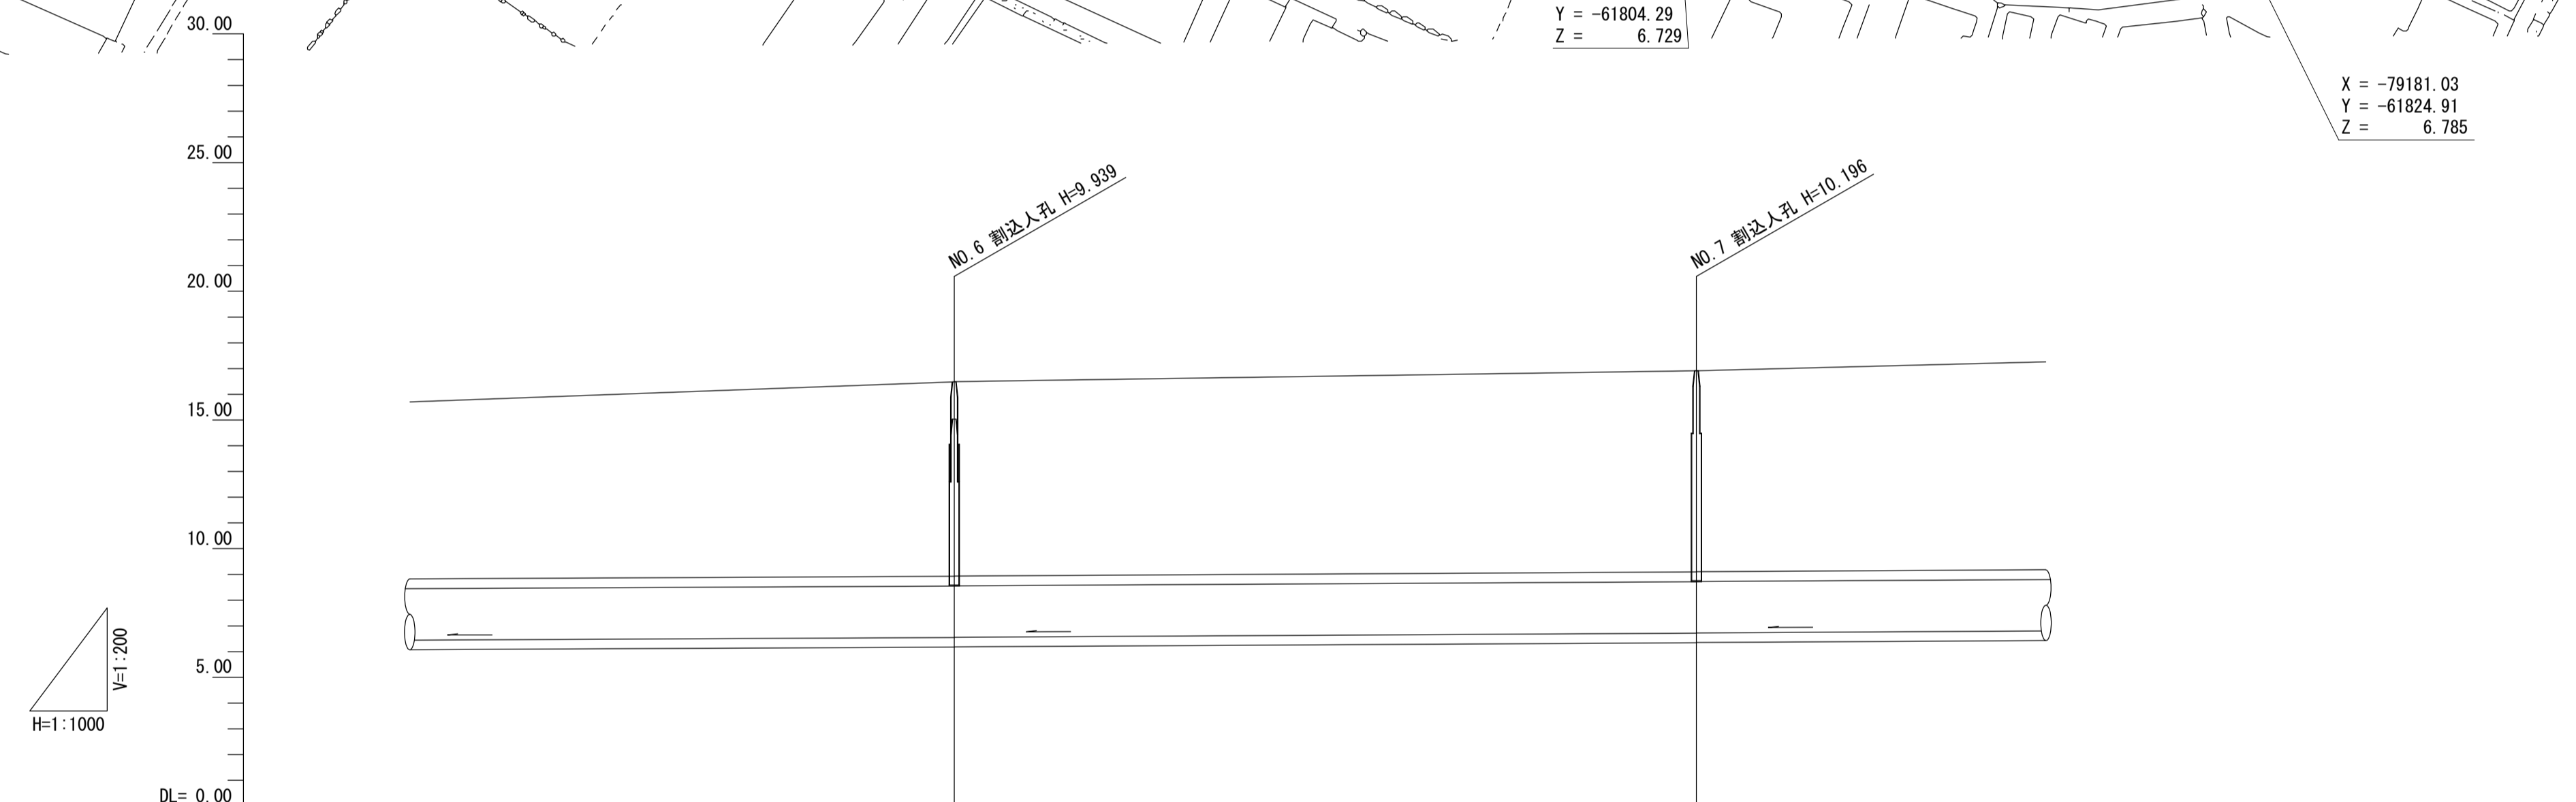 30.00
Y = -61804.29
Z = 6.729
X = -79181.03
Y = -61824.91
Z = 6.785
25.00
NO.6 割込人孔 H=9.939
NO.7 割込人孔 H=10.196
20.00
15.00
10.00
5.00
V=1:200
H=1:1000
DL= 0.00